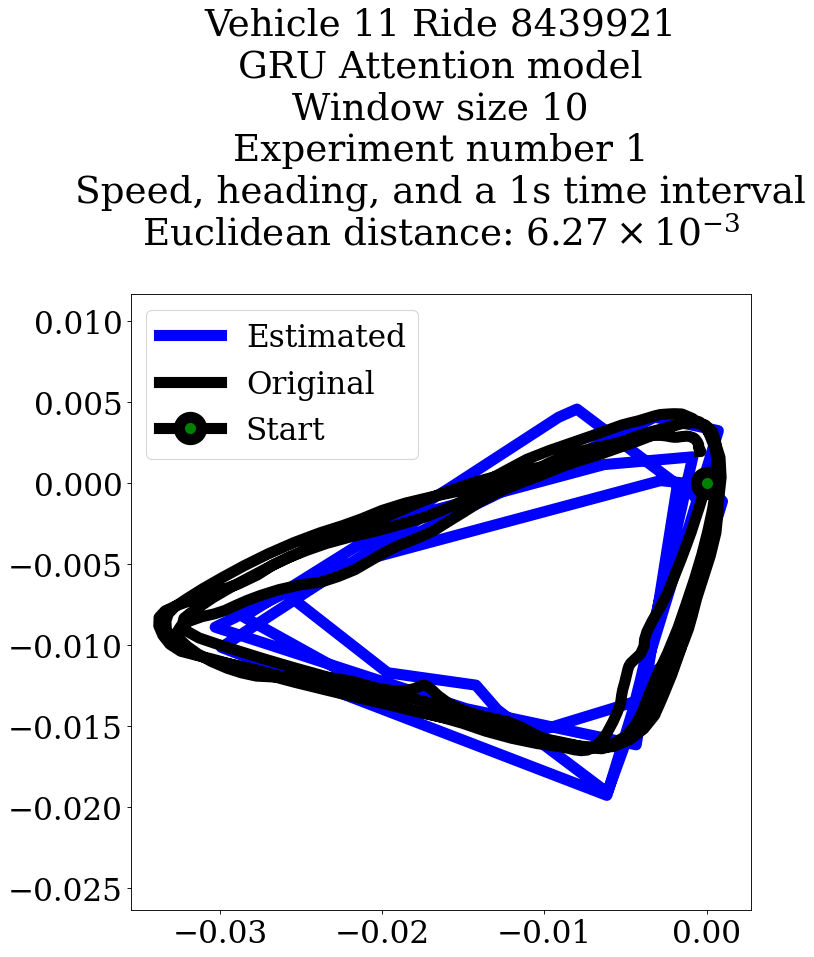 Vehicle 11 Ride 8439921
GRU Attention model
Window size 10
Experiment number 1
Speed, heading, and a 1s time interval
Euclidean distance: 6.27 × 10⁻³
Estimated
Original
Start
0.010
0.005
0.000
−0.005
−0.010
−0.015
−0.020
−0.025
−0.03 −0.02 −0.01 0.00